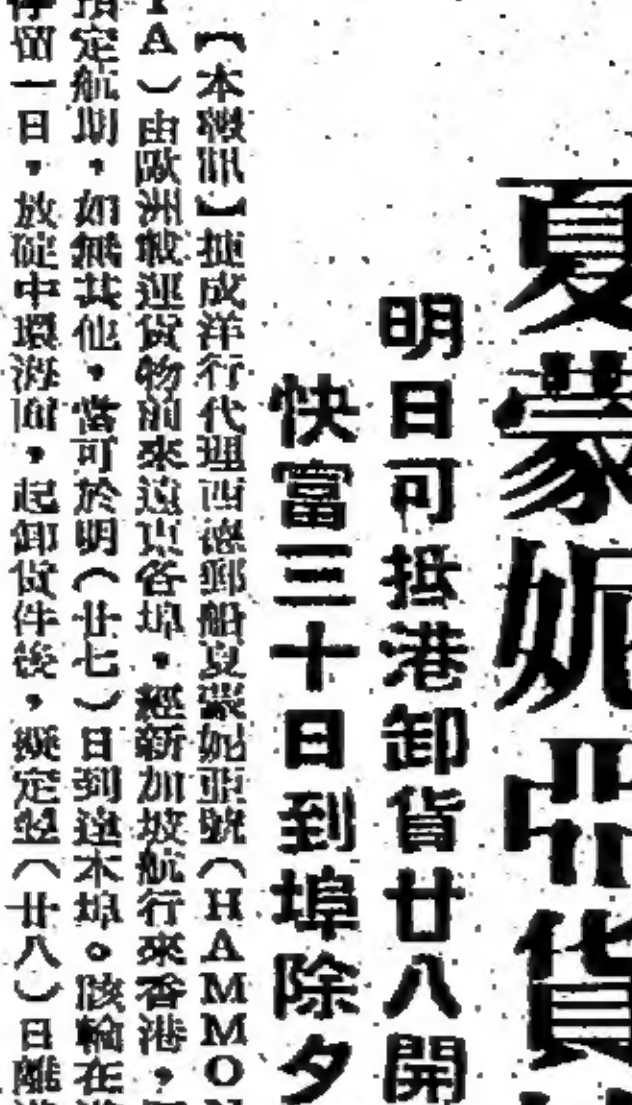 夏蒙妮亞貨
明日可抵港卸貨廿八開
快富三十日到埠除夕
【本報訊】捷成洋行代理西德郵船夏蒙妮亞號（HAMMO
A）由歐洲載運貨物前來遠東各埠，經新加坡航行來香港，
預定航期，如無其他，當可於明（廿七）日到達本埠。該輪在
停留一日，放碇中環海面，起卸貨件後，擬定翌（廿八）日離